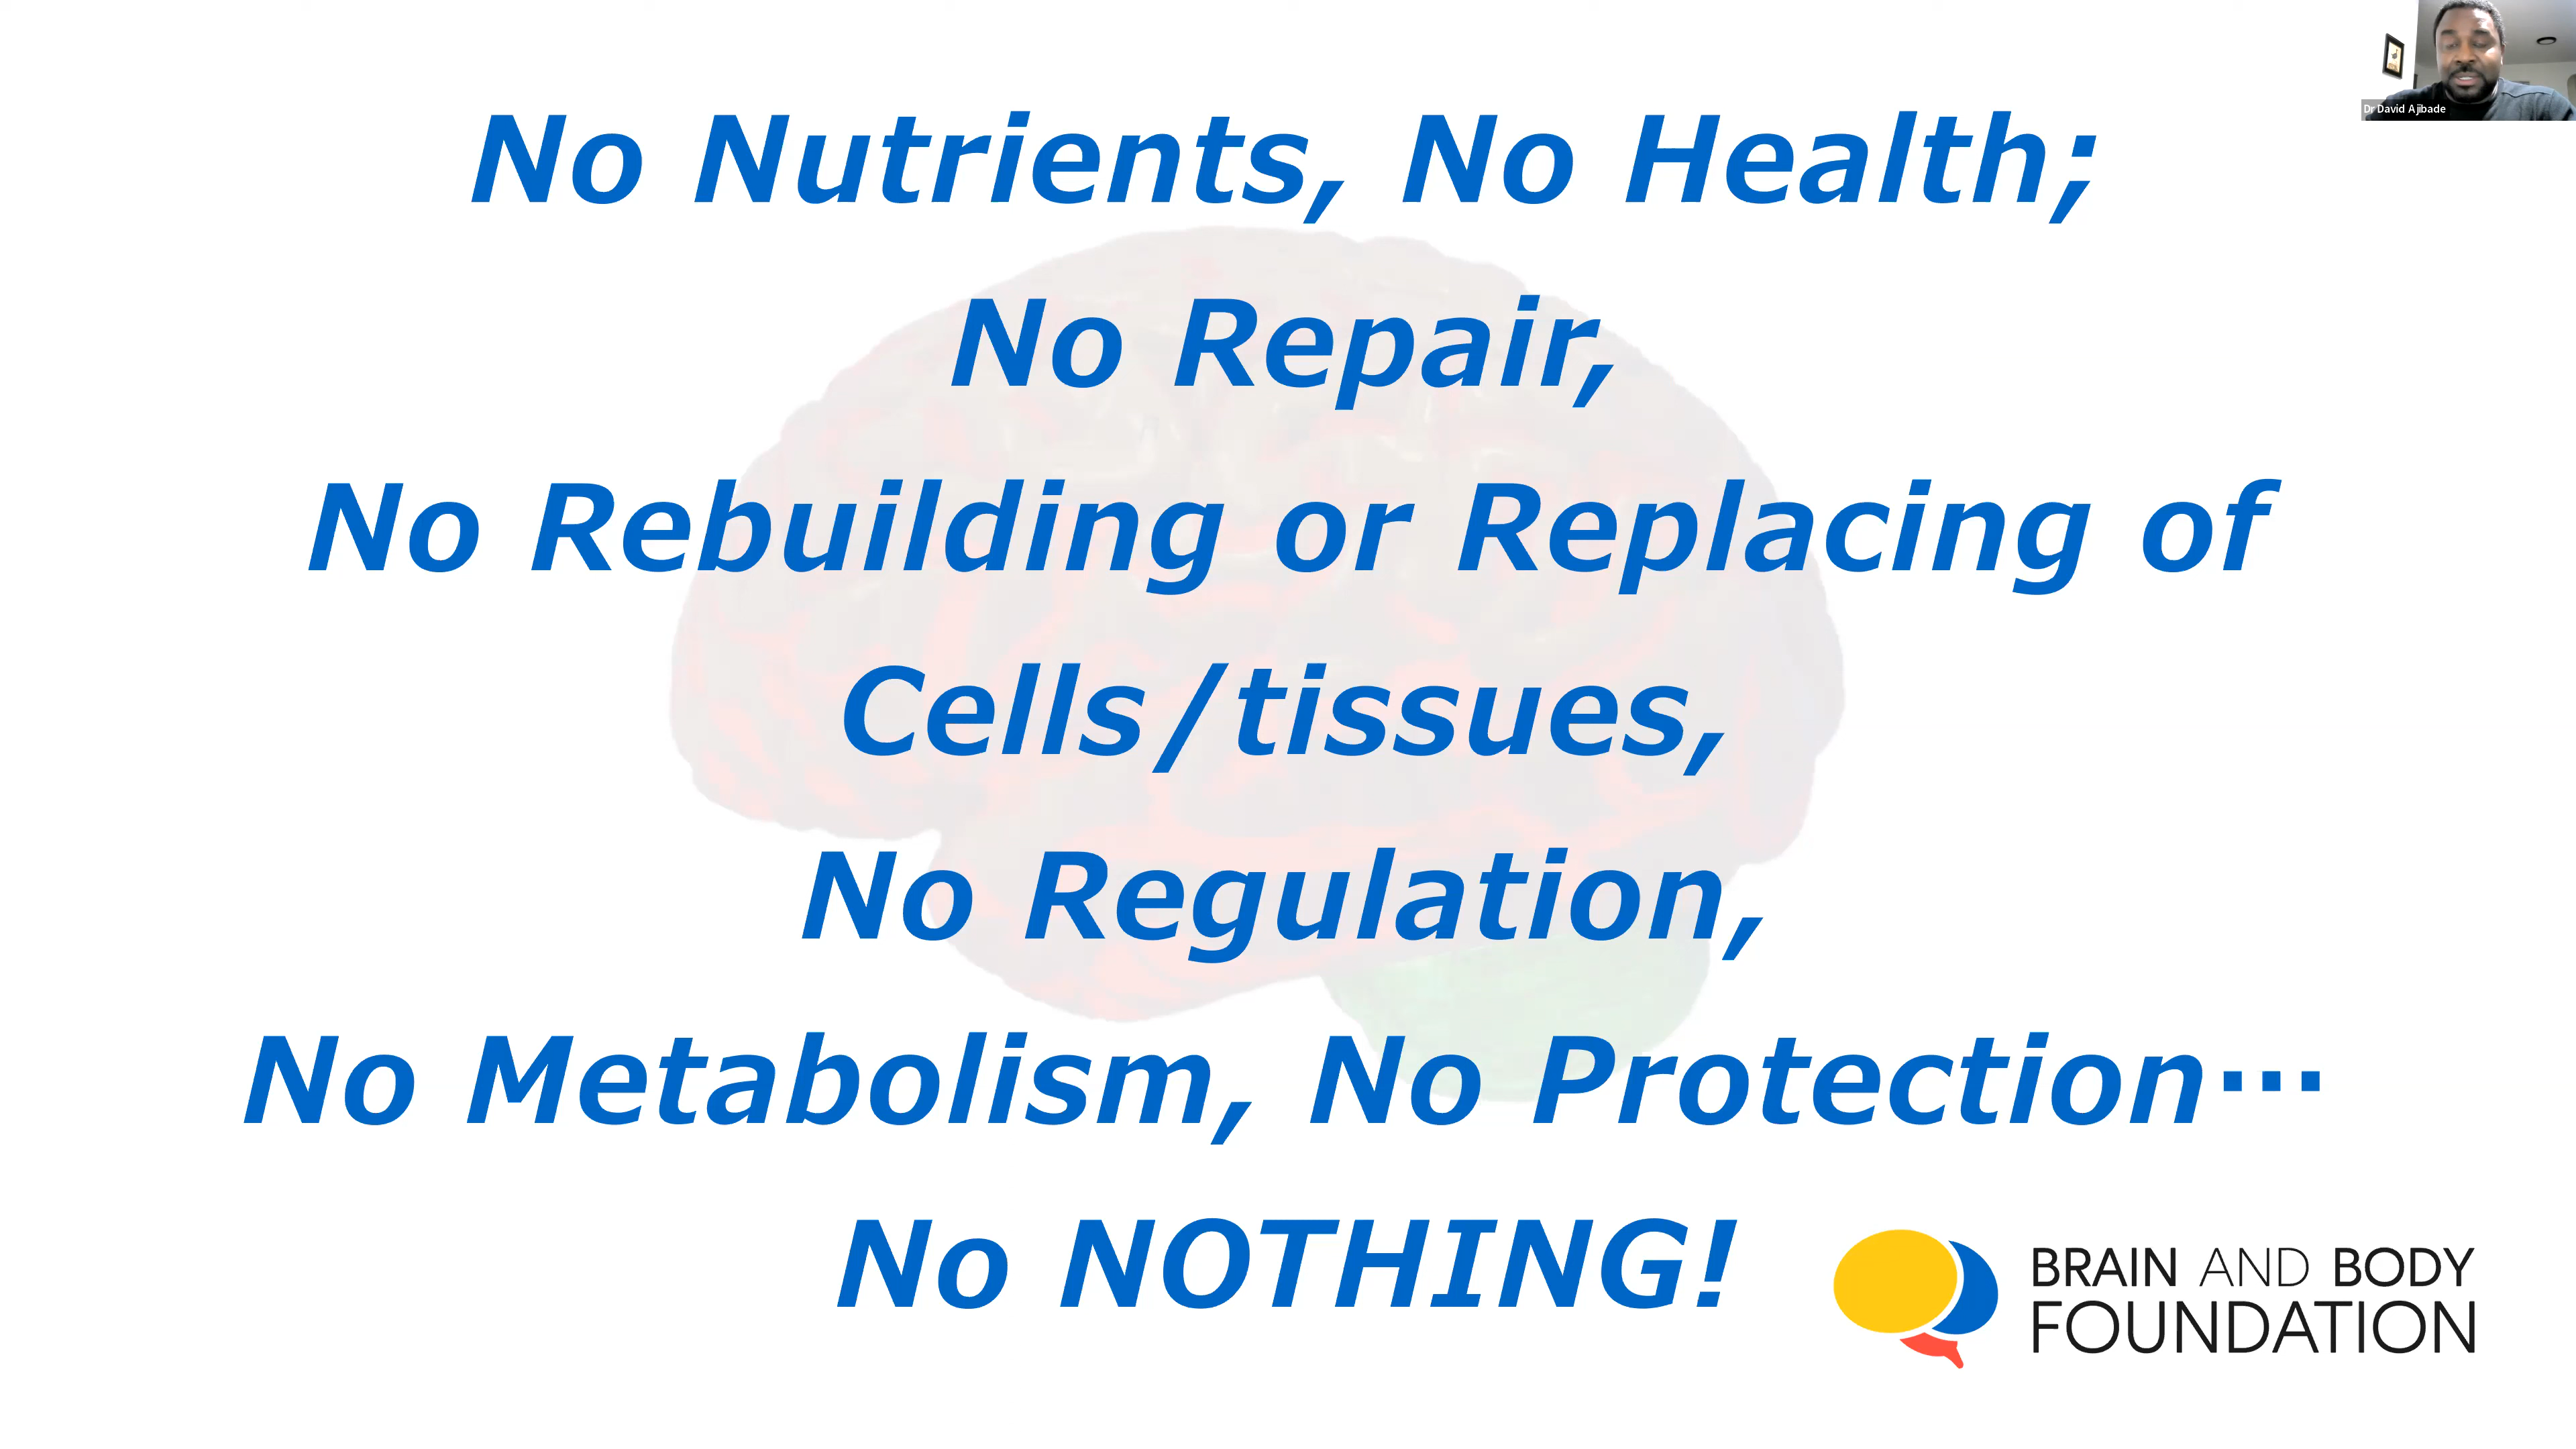 Dr David Ajibade
No Nutrients, No Health;
No Repair,
No Rebuilding or Replacing of
Cells/tissues,
No Regulation,
No Metabolism, No Protection…
No NOTHING!
BRAIN AND BODY
FOUNDATION